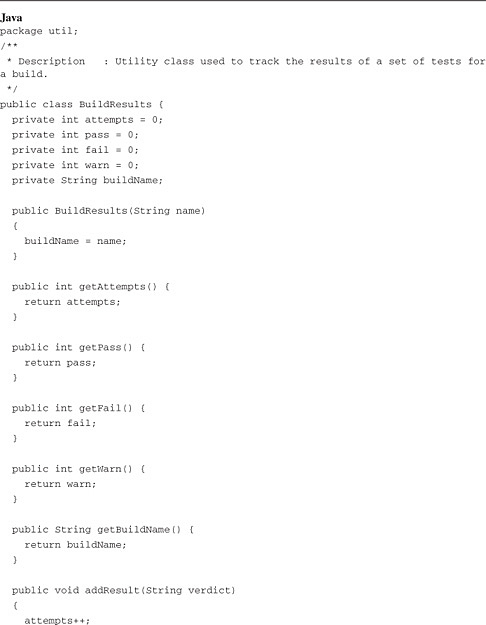 Java
package util;
/**
 * Description   : Utility class used to track the results of a set of tests for
a build.
 */
public class BuildResults {
  private int attempts = 0;
  private int pass = 0;
  private int fail = 0;
  private int warn = 0;
  private String buildName;

  public BuildResults(String name)
  {
    buildName = name;
  }

  public int getAttempts() {
    return attempts;
  }

  public int getPass() {
    return pass;
  }

  public int getFail() {
    return fail;
  }

  public int getWarn() {
    return warn;
  }

  public String getBuildName() {
    return buildName;
  }

  public void addResult(String verdict)
  {
    attempts++;